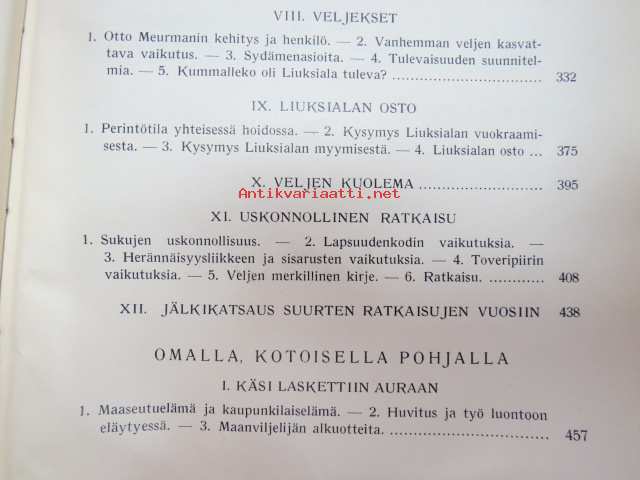 VIII. VELJEKSET
1. Otto Meurmanin kehitys ja henkilö. — 2. Vanhemman veljen kasvat-
tava vaikutus. — 3. Sydämenasioita. — 4. Tulevaisuuden suunnitel-
mia. — 5. Kummalleko oli Liuksiala tuleva? ........................ 332
IX. LIUKSIALAN OSTO
1. Perintötila yhteisessä hoidossa. — 2. Kysymys Liuksialan vuokraami-
sesta. — 3. Kysymys Liuksialan myymisestä. — 4. Liuksialan osto ... 375
X. VELJEN KUOLEMA ........................ 395
Antikvariaatti.net
XI. USKONNOLLINEN RATKAISU
1. Sukujen uskonnollisuus. — 2. Lapsuudenkodin vaikutuksia. —
3. Herännäisyysliikkeen ja sisarusten vaikutuksia. — 4. Toveripiirin
vaikutuksia. — 5. Veljen merkillinen kirje. — 6. Ratkaisu. ............ 408
XII. JÄLKIKATSAUS SUURTEN RATKAISUJEN VUOSIIN 438
OMALLA, KOTOISELLA POHJALLA
I. KÄSI LASKETTIIN AURAAN
1. Maaseutuelämä ja kaupunkilaiselämä. — 2. Huvitus ja työ luontoon
eläytyessä. — 3. Maanviljelijän alkuotteita. ........................ 457